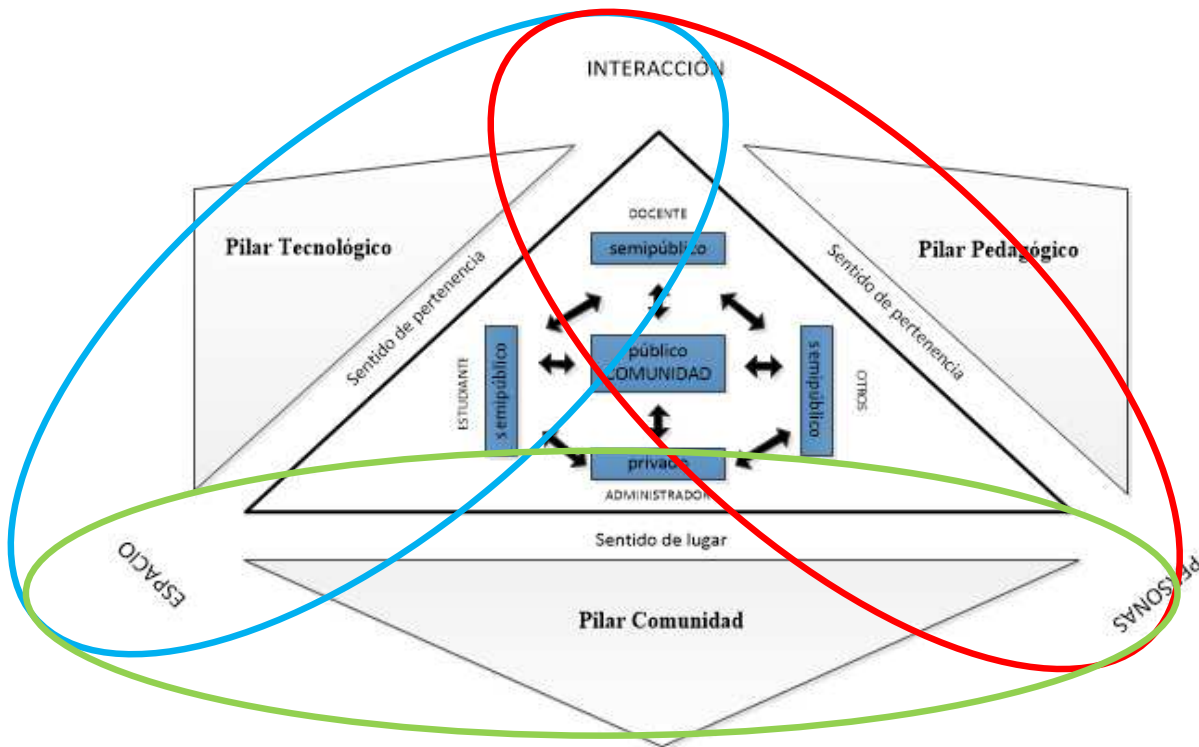 INTERACCIÓN
Pilar Tecnológico
Sentido de pertenencia
DOCENTE
semipúblico
Sentido de pertenencia
Pilar Pedagógico
ESTUDIANTE
semipúblico
público
COMUNIDAD
semipúblico
OTROS
privado
ADMINISTRADOR
Sentido de lugar
ESPACIO
PERSONAS
Pilar Comunidad